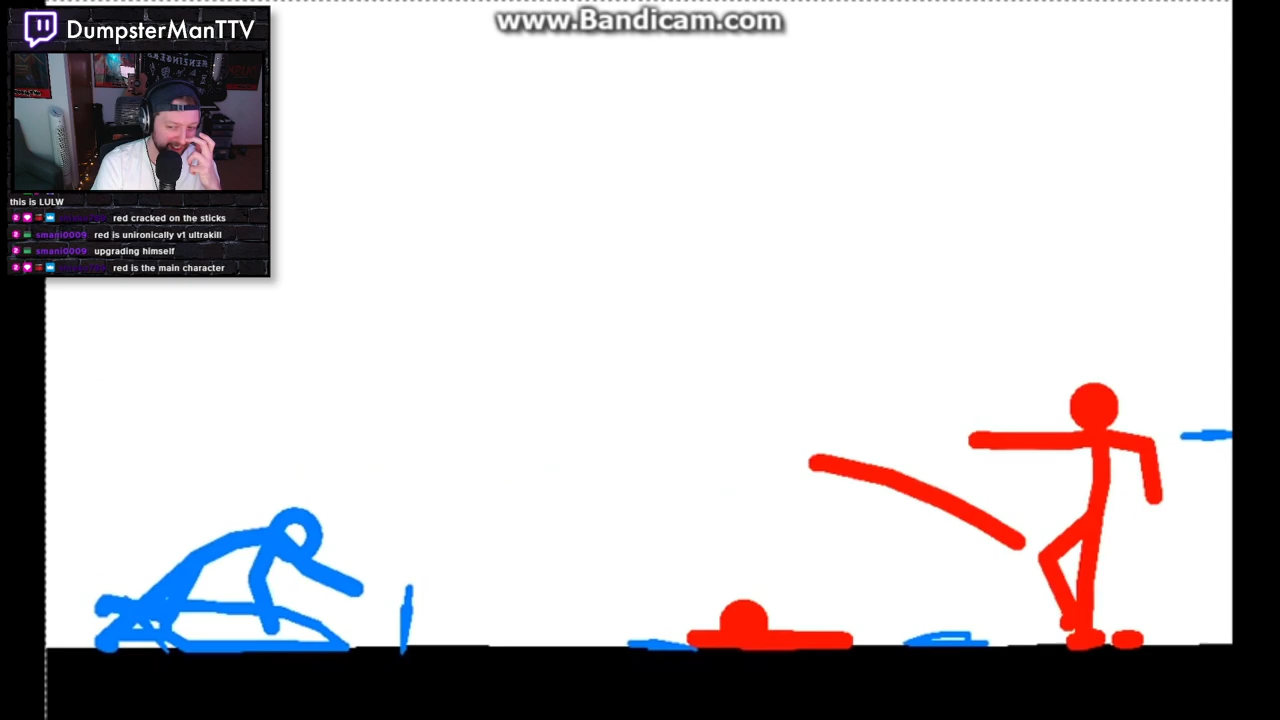 DumpsterManTTV
www.Bandicam.com
this is LULW
red cracked on the sticks
smani0009 red is unironically v1 ultrakill
smani0009 upgrading himself
red is the main character